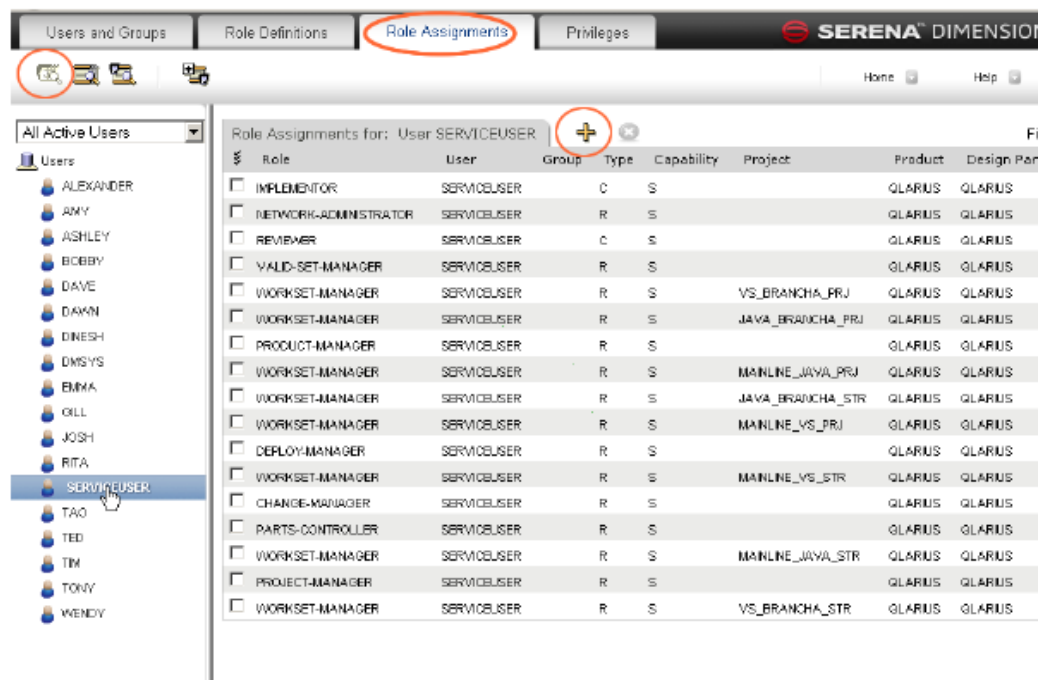 Users and Groups Role Definitions Role Assignments Privileges SERENA™ DIMENSION
Home Help
All Active Users
Users
ALEXANDER
AMY
ASHLEY
BOBBY
DAVE
DAWN
DINESH
DMSYS
EMMA
GILL
JOSH
RITA
SERVICEUSER
TAO
TED
TIM
TONY
WENDY
Role Assignments for: User SERVICEUSER Fi
Role User Group Type Capability Project Product Design Par
IMPLEMENTOR SERVICEUSER C S QLARIUS QLARIUS
NETWORK-ADMINISTRATOR SERVICEUSER R S QLARIUS QLARIUS
REVIEWER SERVICEUSER C S QLARIUS QLARIUS
VALID-SET-MANAGER SERVICEUSER R S QLARIUS QLARIUS
WORKSET-MANAGER SERVICEUSER R S VS_BRANCHA_PRJ QLARIUS QLARIUS
WORKSET-MANAGER SERVICEUSER R S JAVA_BRANCHA_PRJ QLARIUS QLARIUS
PRODUCT-MANAGER SERVICEUSER R S QLARIUS QLARIUS
WORKSET-MANAGER SERVICEUSER R S MAINLINE_JAVA_PRJ QLARIUS QLARIUS
WORKSET-MANAGER SERVICEUSER R S JAVA_BRANCHA_STR QLARIUS QLARIUS
WORKSET-MANAGER SERVICEUSER R S MAINLINE_VS_PRJ QLARIUS QLARIUS
DEPLOY-MANAGER SERVICEUSER R S QLARIUS QLARIUS
WORKSET-MANAGER SERVICEUSER R S MAINLINE_VS_STR QLARIUS QLARIUS
CHANGE-MANAGER SERVICEUSER R S QLARIUS QLARIUS
PARTS-CONTROLLER SERVICEUSER R S QLARIUS QLARIUS
WORKSET-MANAGER SERVICEUSER R S MAINLINE_JAVA_STR QLARIUS QLARIUS
PROJECT-MANAGER SERVICEUSER R S QLARIUS QLARIUS
WORKSET-MANAGER SERVICEUSER R S VS_BRANCHA_STR QLARIUS QLARIUS